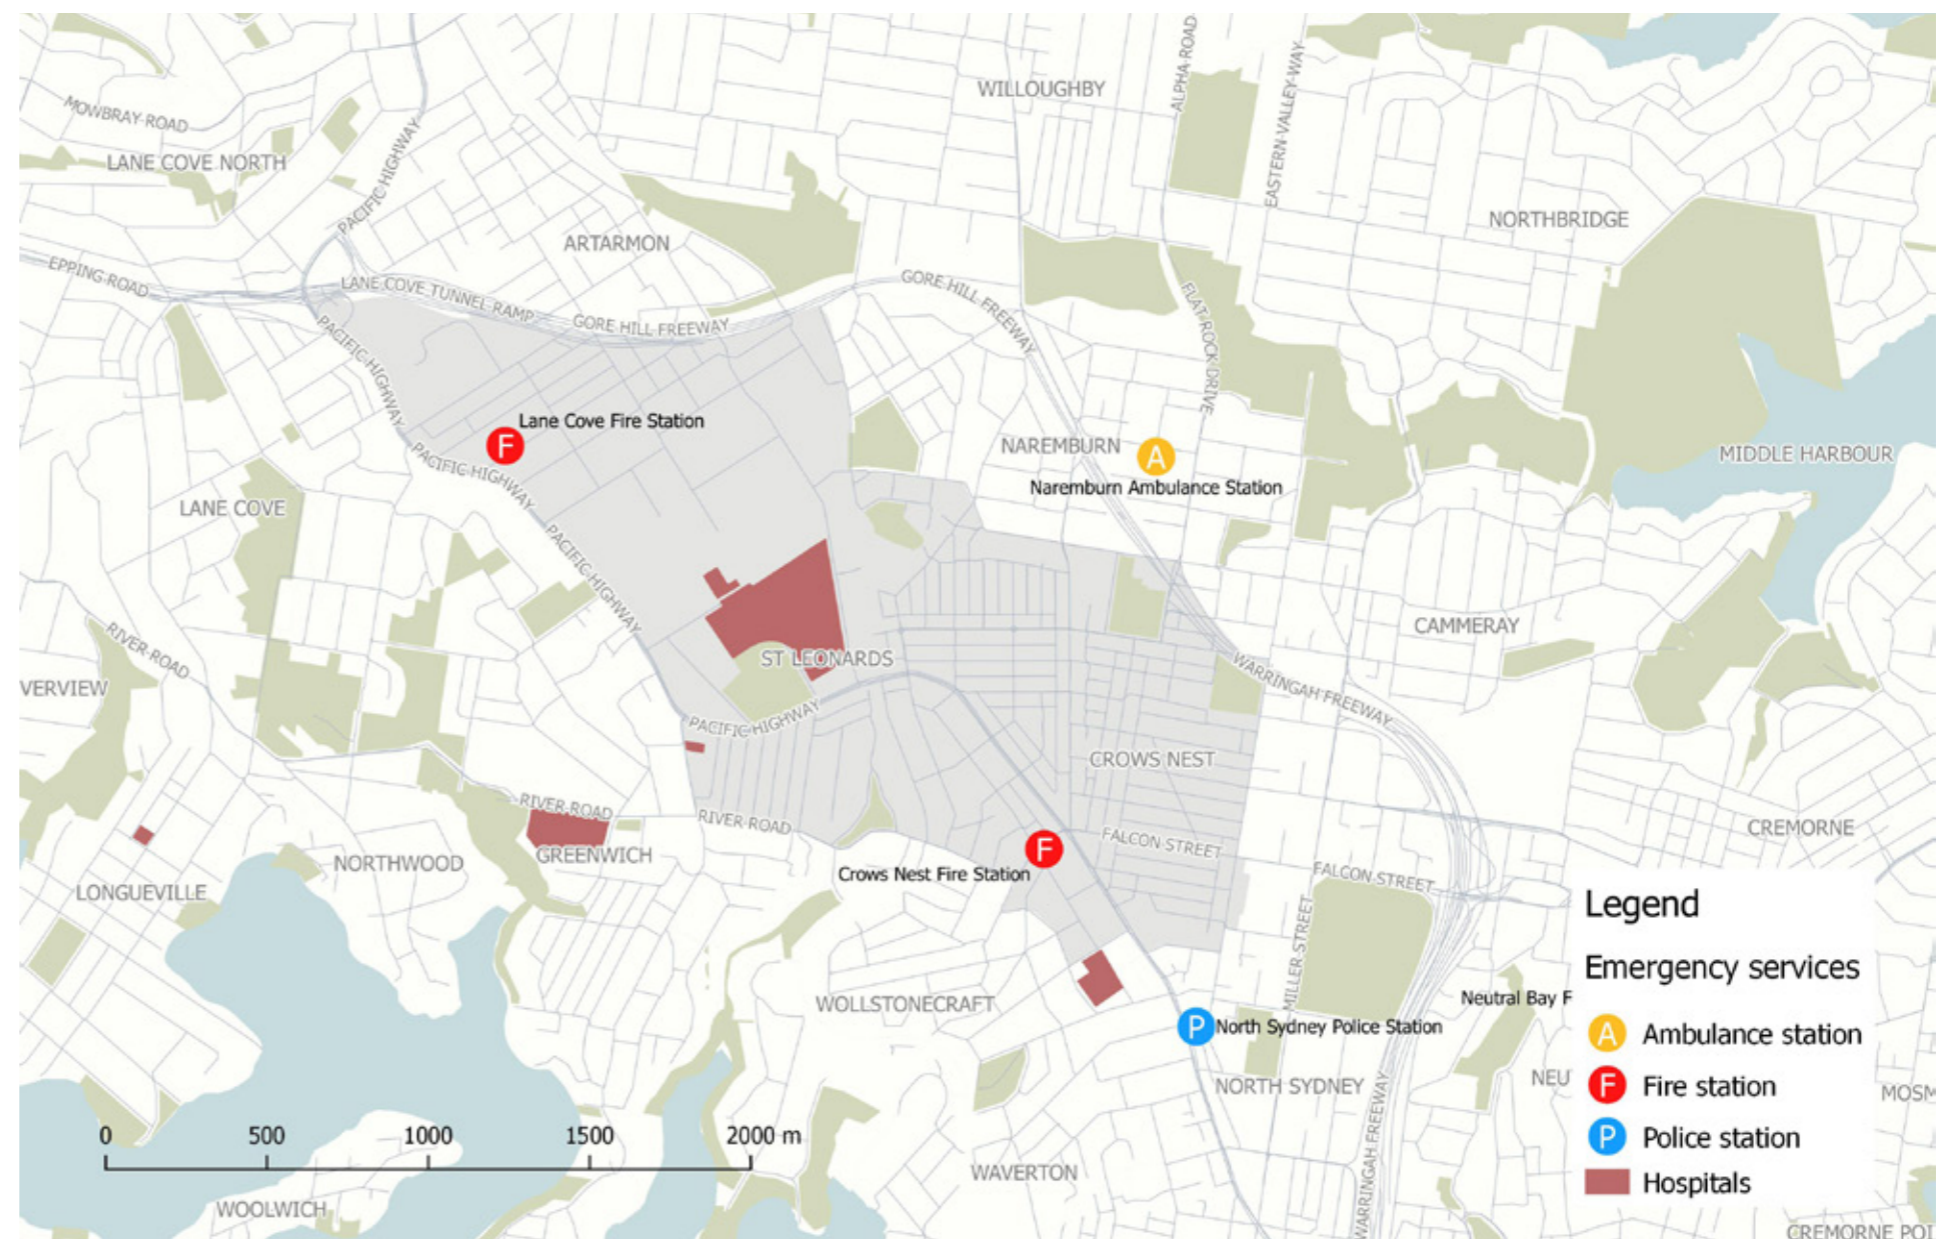 WILLOUGHBY
ALPHA ROAD
EASTERN VALLEY WAY
MOWBRAY ROAD
LANE COVE NORTH
PACIFIC HIGHWAY
NORTHBRIDGE
ARTARMON
EPPING ROAD
LANE COVE TUNNEL RAMP
GORE HILL FREEWAY
GORE HILL FREEWAY
FLAT ROCK DRIVE
PACIFIC HIGHWAY
Lane Cove Fire Station
F
PACIFIC HIGHWAY
NAREMBURN
A
Naremburn Ambulance Station
MIDDLE HARBOUR
LANE COVE
PACIFIC HIGHWAY
CAMMERAY
RIVER ROAD
ST LEONARDS
WARRINGAH FREEWAY
VERVIEW
PACIFIC HIGHWAY
CROWS NEST
RIVER ROAD
RIVER ROAD
FALCON STREET
CREMORNE
GREENWICH
NORTHWOOD
F
Crows Nest Fire Station
FALCON STREET
LONGUEVILLE
MILLER STREET
WOLLSTONECRAFT
Neutral Bay F
P
North Sydney Police Station
NORTH SYDNEY
NEU
MOSM
WARRINGAH FREEWAY
WAVERTON
WOOLWICH
CREMORNE POI
0 500 1000 1500 2000 m
Legend
Emergency services
A Ambulance station
F Fire station
P Police station
Hospitals